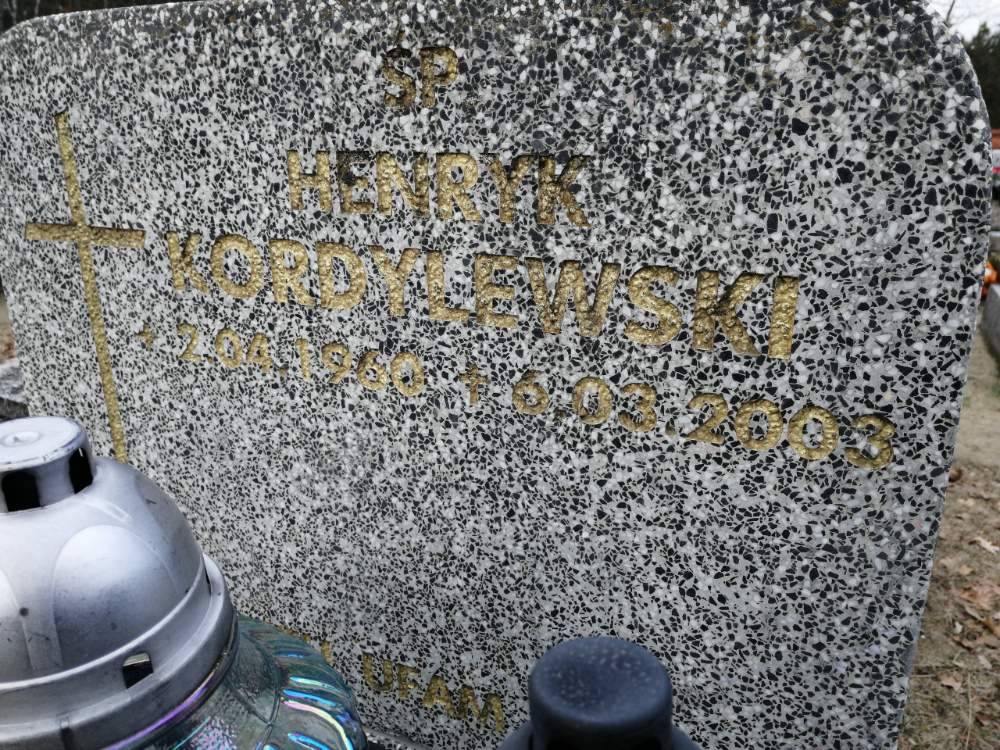 ŚP
HENRYK
KORDYLEWSKI
2.04.1960 † 6.03.2003
UFAM